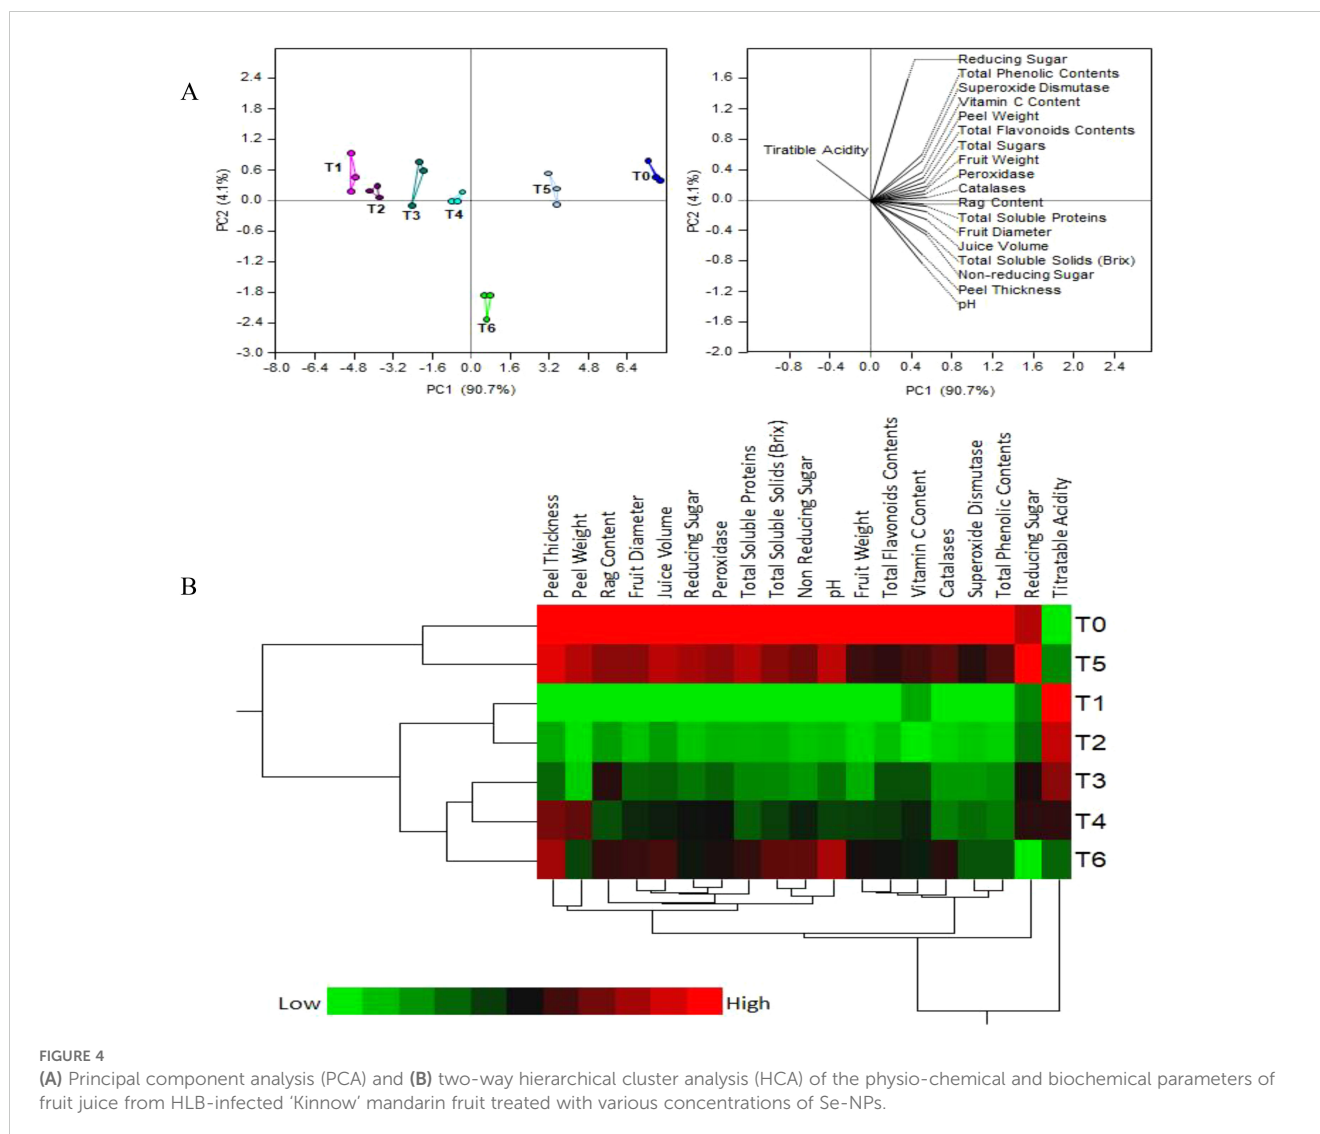 A
2.4
1.8
1.2
0.6
0.0
-0.6
-1.2
-1.8
-2.4
-3.0
PC2 (4.1%)
T1
T2
T3
T4
T5
T0
T6
-8.0 -6.4 -4.8 -3.2 -1.6 0.0 1.6 3.2 4.8 6.4
PC1 (90.7%)
1.6
1.2
0.8
0.4
0.0
-0.4
-0.8
-1.2
-1.6
-2.0
PC2 (4.1%)
Tiratible Acidity
Reducing Sugar
Total Phenolic Contents
Superoxide Dismutase
Vitamin C Content
Peel Weight
Total Flavonoids Contents
Total Sugars
Fruit Weight
Peroxidase
Catalases
Rag Content
Total Soluble Proteins
Fruit Diameter
Juice Volume
Total Soluble Solids (Brix)
Non-reducing Sugar
Peel Thickness
pH
-0.8 -0.4 0.0 0.4 0.8 1.2 1.6 2.0 2.4
PC1 (90.7%)
B
Peel Thickness
Peel Weight
Rag Content
Fruit Diameter
Juice Volume
Reducing Sugar
Peroxidase
Total Soluble Proteins
Total Soluble Solids (Brix)
Non Reducing Sugar
pH
Fruit Weight
Total Flavonoids Contents
Vitamin C Content
Catalases
Superoxide Dismutase
Total Phenolic Contents
Reducing Sugar
Titratable Acidity
T0
T5
T1
T2
T3
T4
T6
Low
High
FIGURE 4
(A) Principal component analysis (PCA) and (B) two-way hierarchical cluster analysis (HCA) of the physio-chemical and biochemical parameters of
fruit juice from HLB-infected ‘Kinnow’ mandarin fruit treated with various concentrations of Se-NPs.